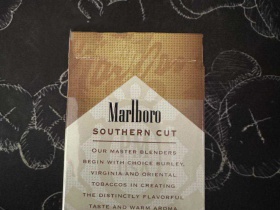 Marlboro
SOUTHERN CUT
OUR MASTER BLENDERS
BEGIN WITH CHOICE BURLEY,
VIRGINIA AND ORIENTAL
TOBACCOS IN CREATING
THE DISTINCTLY FLAVORFUL
TASTE AND WARM AROMA